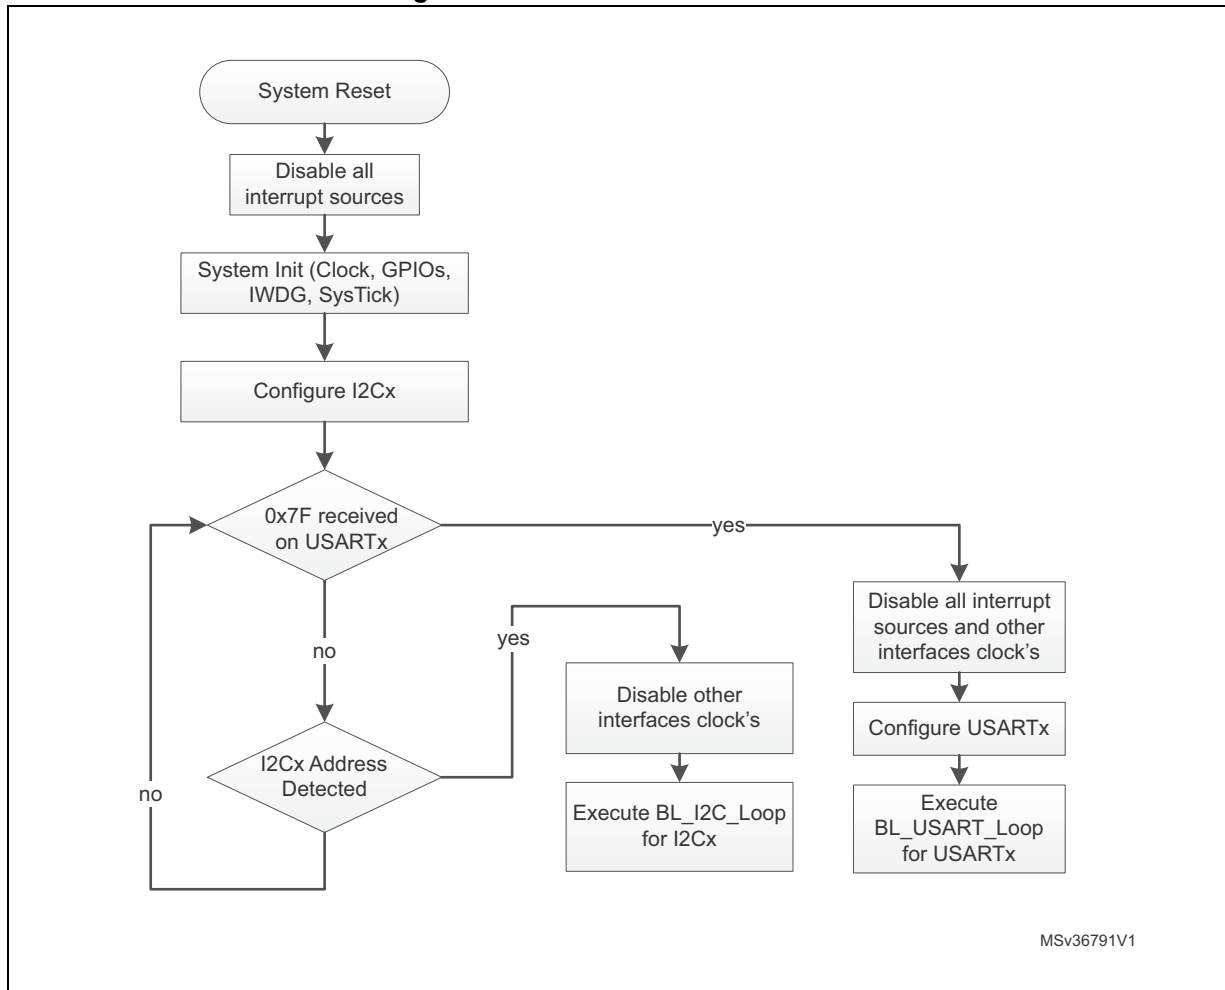 System Reset
Disable all
interrupt sources
System Init (Clock, GPIOs,
IWDG, SysTick)
Configure I2Cx
0x7F received
on USARTx
yes
no
yes
Disable all interrupt
sources and other
interfaces clock's
Disable other
interfaces clock's
Configure USARTx
I2Cx Address
Detected
no
Execute BL_I2C_Loop
for I2Cx
Execute
BL_USART_Loop
for USARTx
MSv36791V1